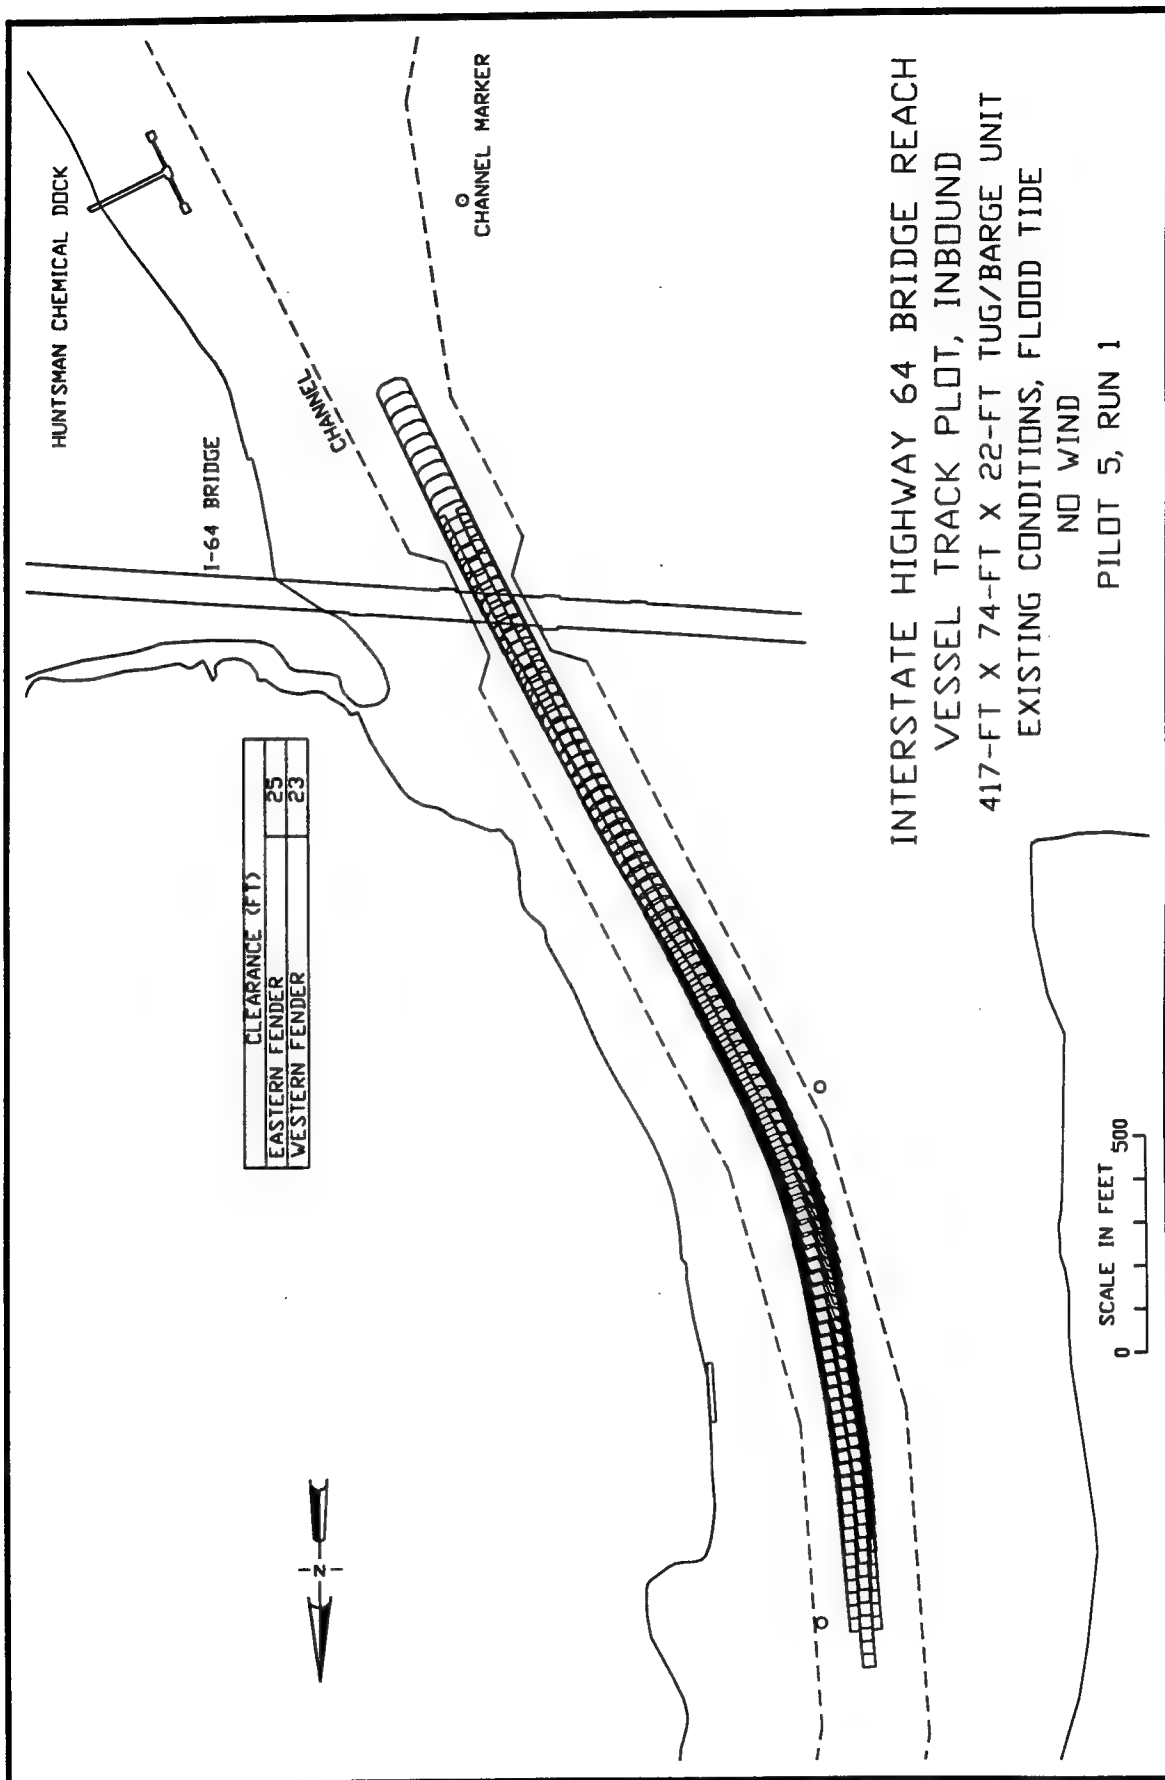 HUNTSMAN CHEMICAL DOCK
I-64 BRIDGE
CHANNEL
CHANNEL MARKER
CLEARANCE (FT)
EASTERN FENDER 25
WESTERN FENDER 23
N
INTERSTATE HIGHWAY 64 BRIDGE REACH
VESSEL TRACK PLOT, INBOUND
417-FT X 74-FT X 22-FT TUG/BARGE UNIT
EXISTING CONDITIONS, FLOOD TIDE
NO WIND
PILOT 5, RUN 1
SCALE IN FEET
0 500